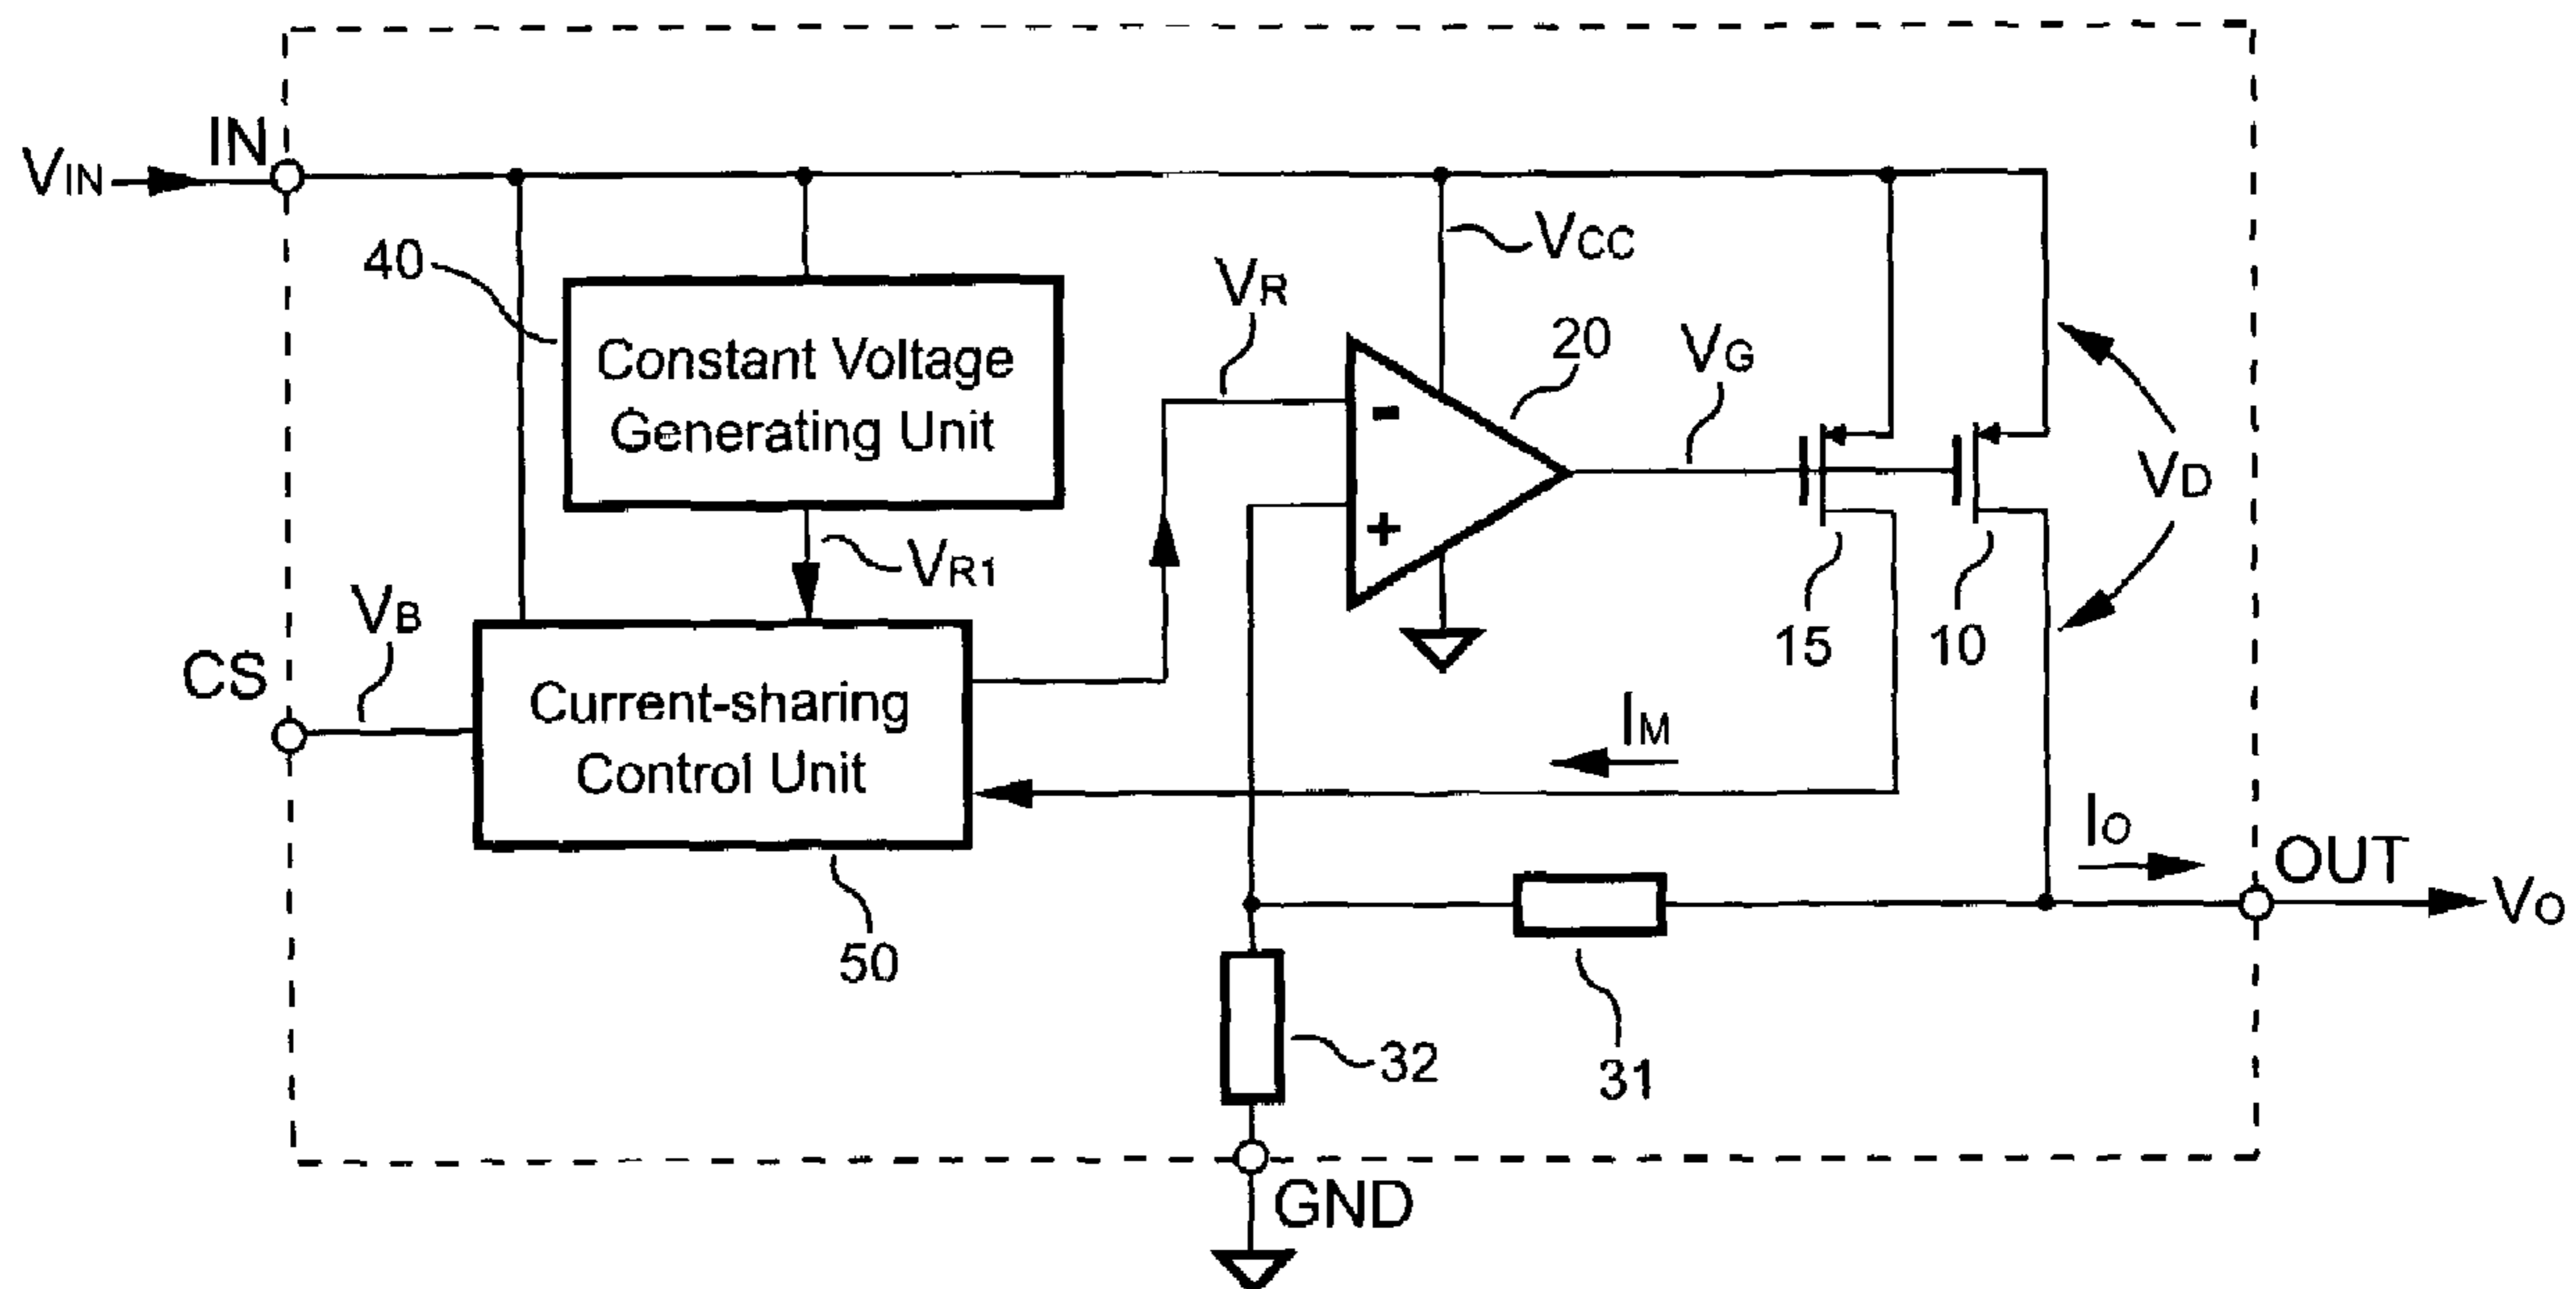 IN
VIN
VCC
40
VR
20
VG
Constant Voltage
Generating Unit
-
+
VD
VR1
VB
15
10
CS
Current-sharing
Control Unit
IM
IO
OUT
VO
50
32
31
GND